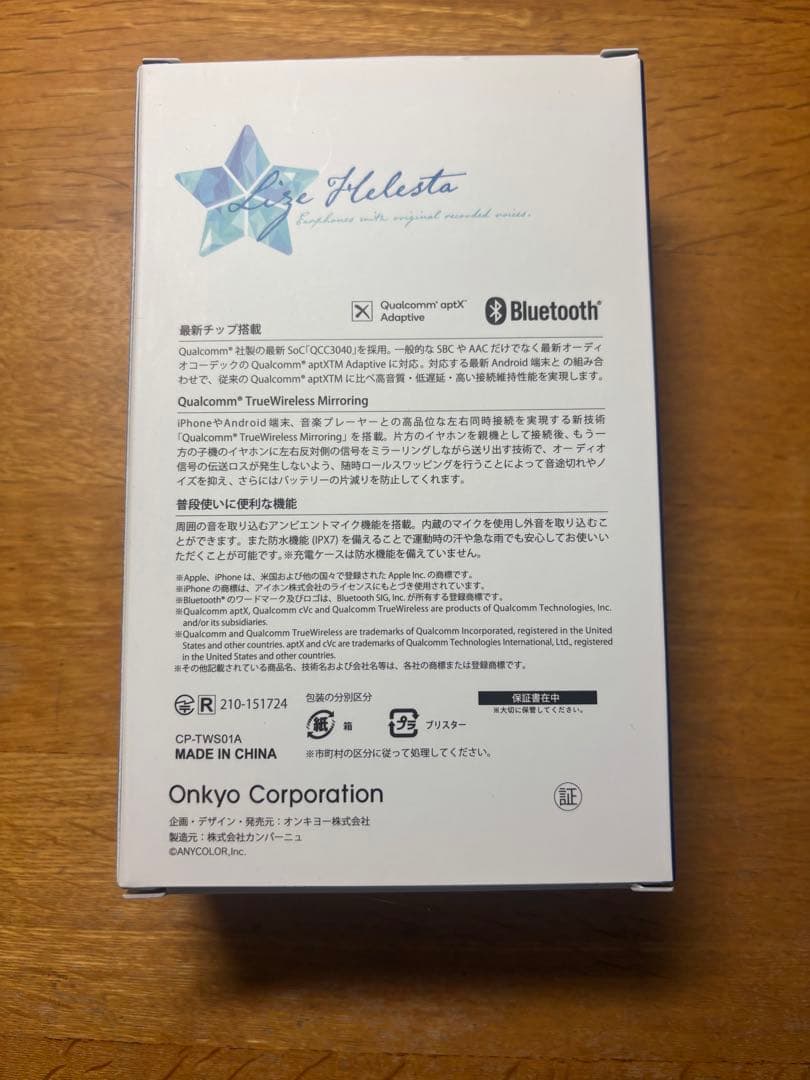 Lize Helesta
Earphones with original recorded voices.
Qualcomm® aptX™
Adaptive
Bluetooth®
最新チップ搭載
Qualcomm® 社製の最新 SoC「QCC3040」を採用。一般的な SBC や AAC だけでなく最新オーディ
オコーデックの Qualcomm® aptXTM Adaptive に対応。対応する最新 Android 端末と の組み合
わせで、従来の Qualcomm® aptXTM に比べ高音質・低遅延・高い接続維持性能を実現します。
Qualcomm® TrueWireless Mirroring
iPhoneやAndroid 端末、音楽プレーヤーとの高品位な左右同時接続を実現する新技術
「Qualcomm® TrueWireless Mirroring」を搭載。片方のイヤホンを親機として接続後、もう一
方の子機のイヤホンに左右反対側の信号をミラーリングしながら送り出す技術で、オーディオ
信号の伝送ロスが発生しないよう、随時ロールスワッピングを行うことによって音途切れやノ
イズを抑え、さらにはバッテリーの片減りを防止してくれます。
普段使いに便利な機能
周囲の音を取り込むアンビエントマイク機能を搭載。内蔵のマイクを使用し外音を取り込むこ
とができます。また防水機能 (IPX7) を備えることで運動時の汗や急な雨でも安心してお使いい
ただくことが可能です。※充電ケースは防水機能を備えていません。
※Apple、iPhone は、米国および他の国々で登録された Apple Inc. の商標です。
※iPhone の商標は、アイホン株式会社のライセンスにもとづき使用されています。
※Bluetooth® のワードマーク及びロゴは、Bluetooth SIG, Inc. が所有する登録商標です。
※Qualcomm aptX, Qualcomm cVc and Qualcomm TrueWireless are products of Qualcomm Technologies, Inc.
and/or its subsidiaries.
※Qualcomm and Qualcomm TrueWireless are trademarks of Qualcomm Incorporated, registered in the United
States and other countries. aptX and cVc are trademarks of Qualcomm Technologies International, Ltd., registered
in the United States and other countries.
※その他記載されている商品名、技術名および会社名等は、各社の商標または登録商標です。
R 210-151724
包装の分別区分
保証書在中
※大切に保管してください。
紙 箱 プラ ブリスター
CP-TWS01A
MADE IN CHINA
※市町村の区分に従って処理してください。
Onkyo Corporation
証
企画・デザイン・発売元：オンキヨー株式会社
製造元：株式会社カンパーニュ
©ANYCOLOR,Inc.